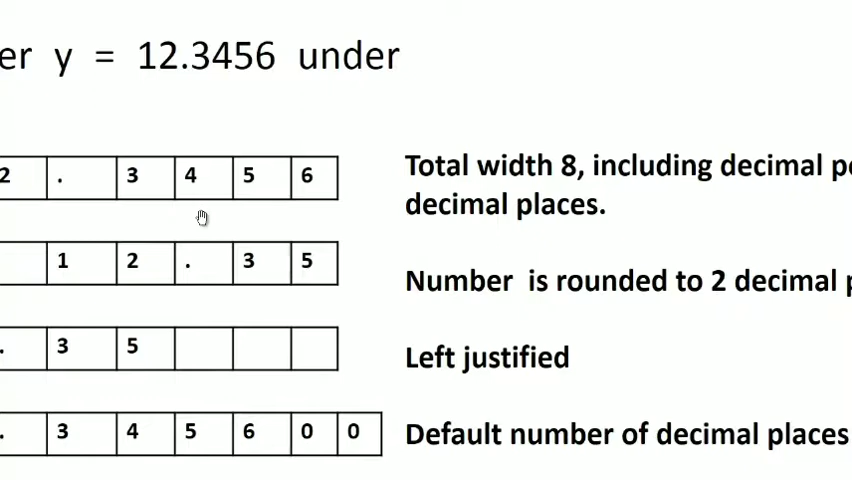 y = 12.3456 under
2 . 3 4 5 6
Total width 8, including decimal
decimal places.
1 2 . 3 5
Number is rounded to 2 decimal
. 3 5
Left justified
. 3 4 5 6 0 0
Default number of decimal places